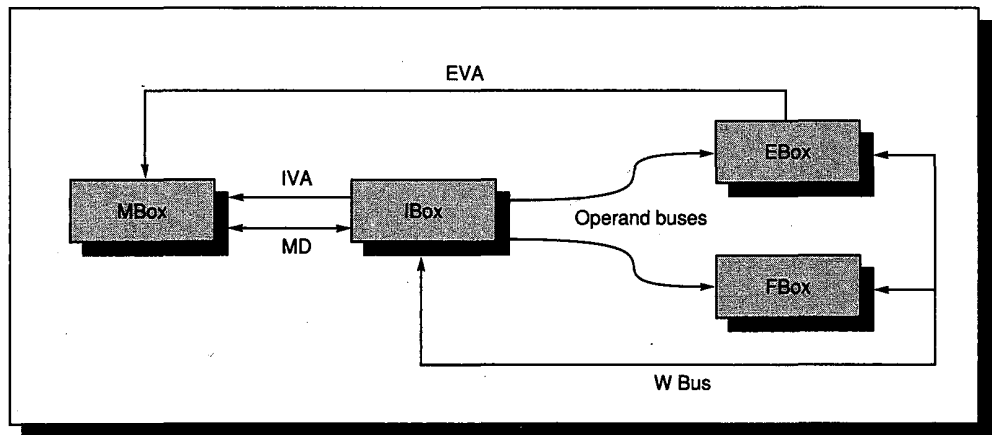 EVA
EBox
IVA
MBox
IBox
Operand buses
MD
FBox
W Bus